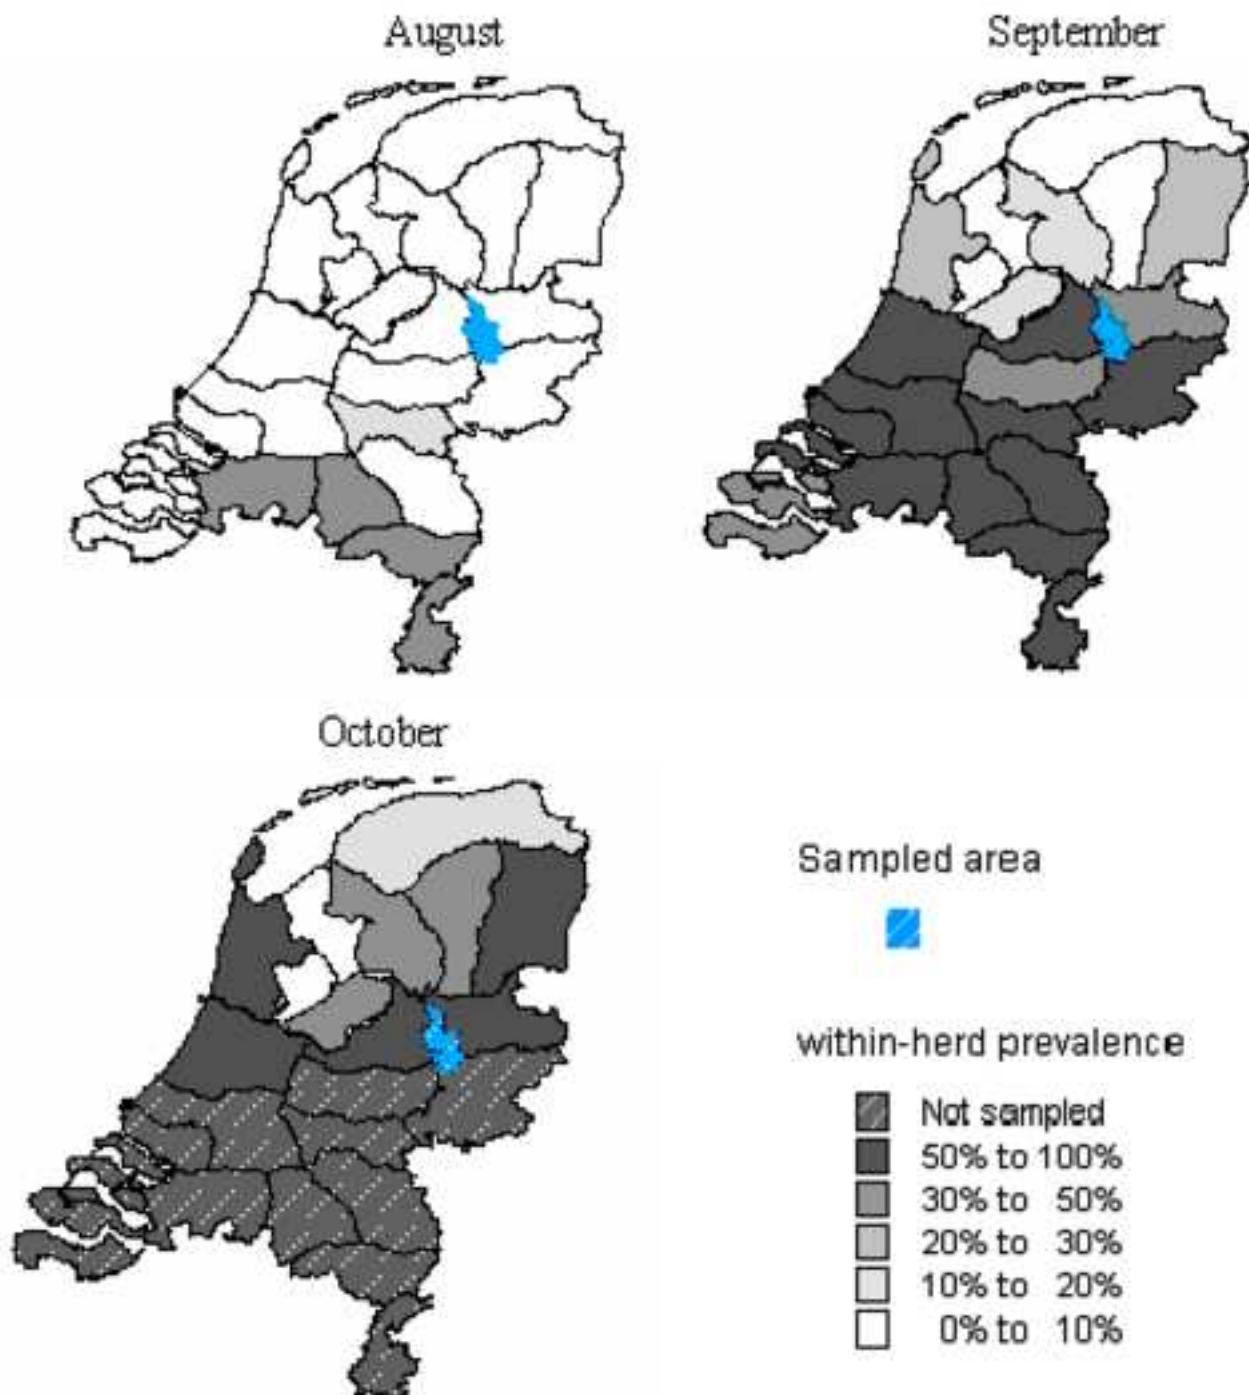 August
September
October
Sampled area
within-herd prevalence
Not sampled
50% to 100%
30% to 50%
20% to 30%
10% to 20%
0% to 10%